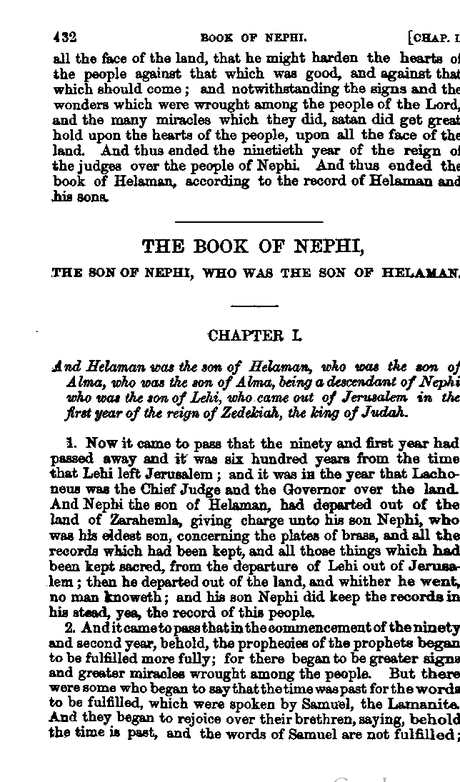 432 BOOK OF NEPHI. [CHAP. I
all the face of the land, that he might harden the hearts of
the people against that which was good, and against that
which should come; and notwithstanding the signs and the
wonders which were wrought among the people of the Lord,
and the many miracles which they did, satan did get great
hold upon the hearts of the people, upon all the face of the
land. And thus ended the ninetieth year of the reign of
the judges over the people of Nephi. And thus ended the
book of Helaman, according to the record of Helaman and
his sons.
THE BOOK OF NEPHI,
THE SON OF NEPHI, WHO WAS THE SON OF HELAMAN.
CHAPTER I.
And Helaman was the son of Helaman, who was the son of
Alma, who was the son of Alma, being a descendant of Nephi
who was the son of Lehi, who came out of Jerusalem in the
first year of the reign of Zedekiah, the king of Judah.
1. Now it came to pass that the ninety and first year had
passed away and it was six hundred years from the time
that Lehi left Jerusalem; and it was in the year that Lacho-
neus was the Chief Judge and the Governor over the land.
And Nephi the son of Helaman, had departed out of the
land of Zarahemla, giving charge unto his son Nephi, who
was his eldest son, concerning the plates of brass, and all the
records which had been kept, and all those things which had
been kept sacred, from the departure of Lehi out of Jerusa-
lem; then he departed out of the land, and whither he went,
no man knoweth; and his son Nephi did keep the records in
his stead, yea, the record of this people.
2. And it came to pass that in the commencement of the ninety
and second year, behold, the prophecies of the prophets began
to be fulfilled more fully; for there began to be greater signs
and greater miracles wrought among the people. But there
were some who began to say that the time was past for the words
to be fulfilled, which were spoken by Samuel, the Lamanite.
And they began to rejoice over their brethren, saying, behold
the time is past, and the words of Samuel are not fulfilled;